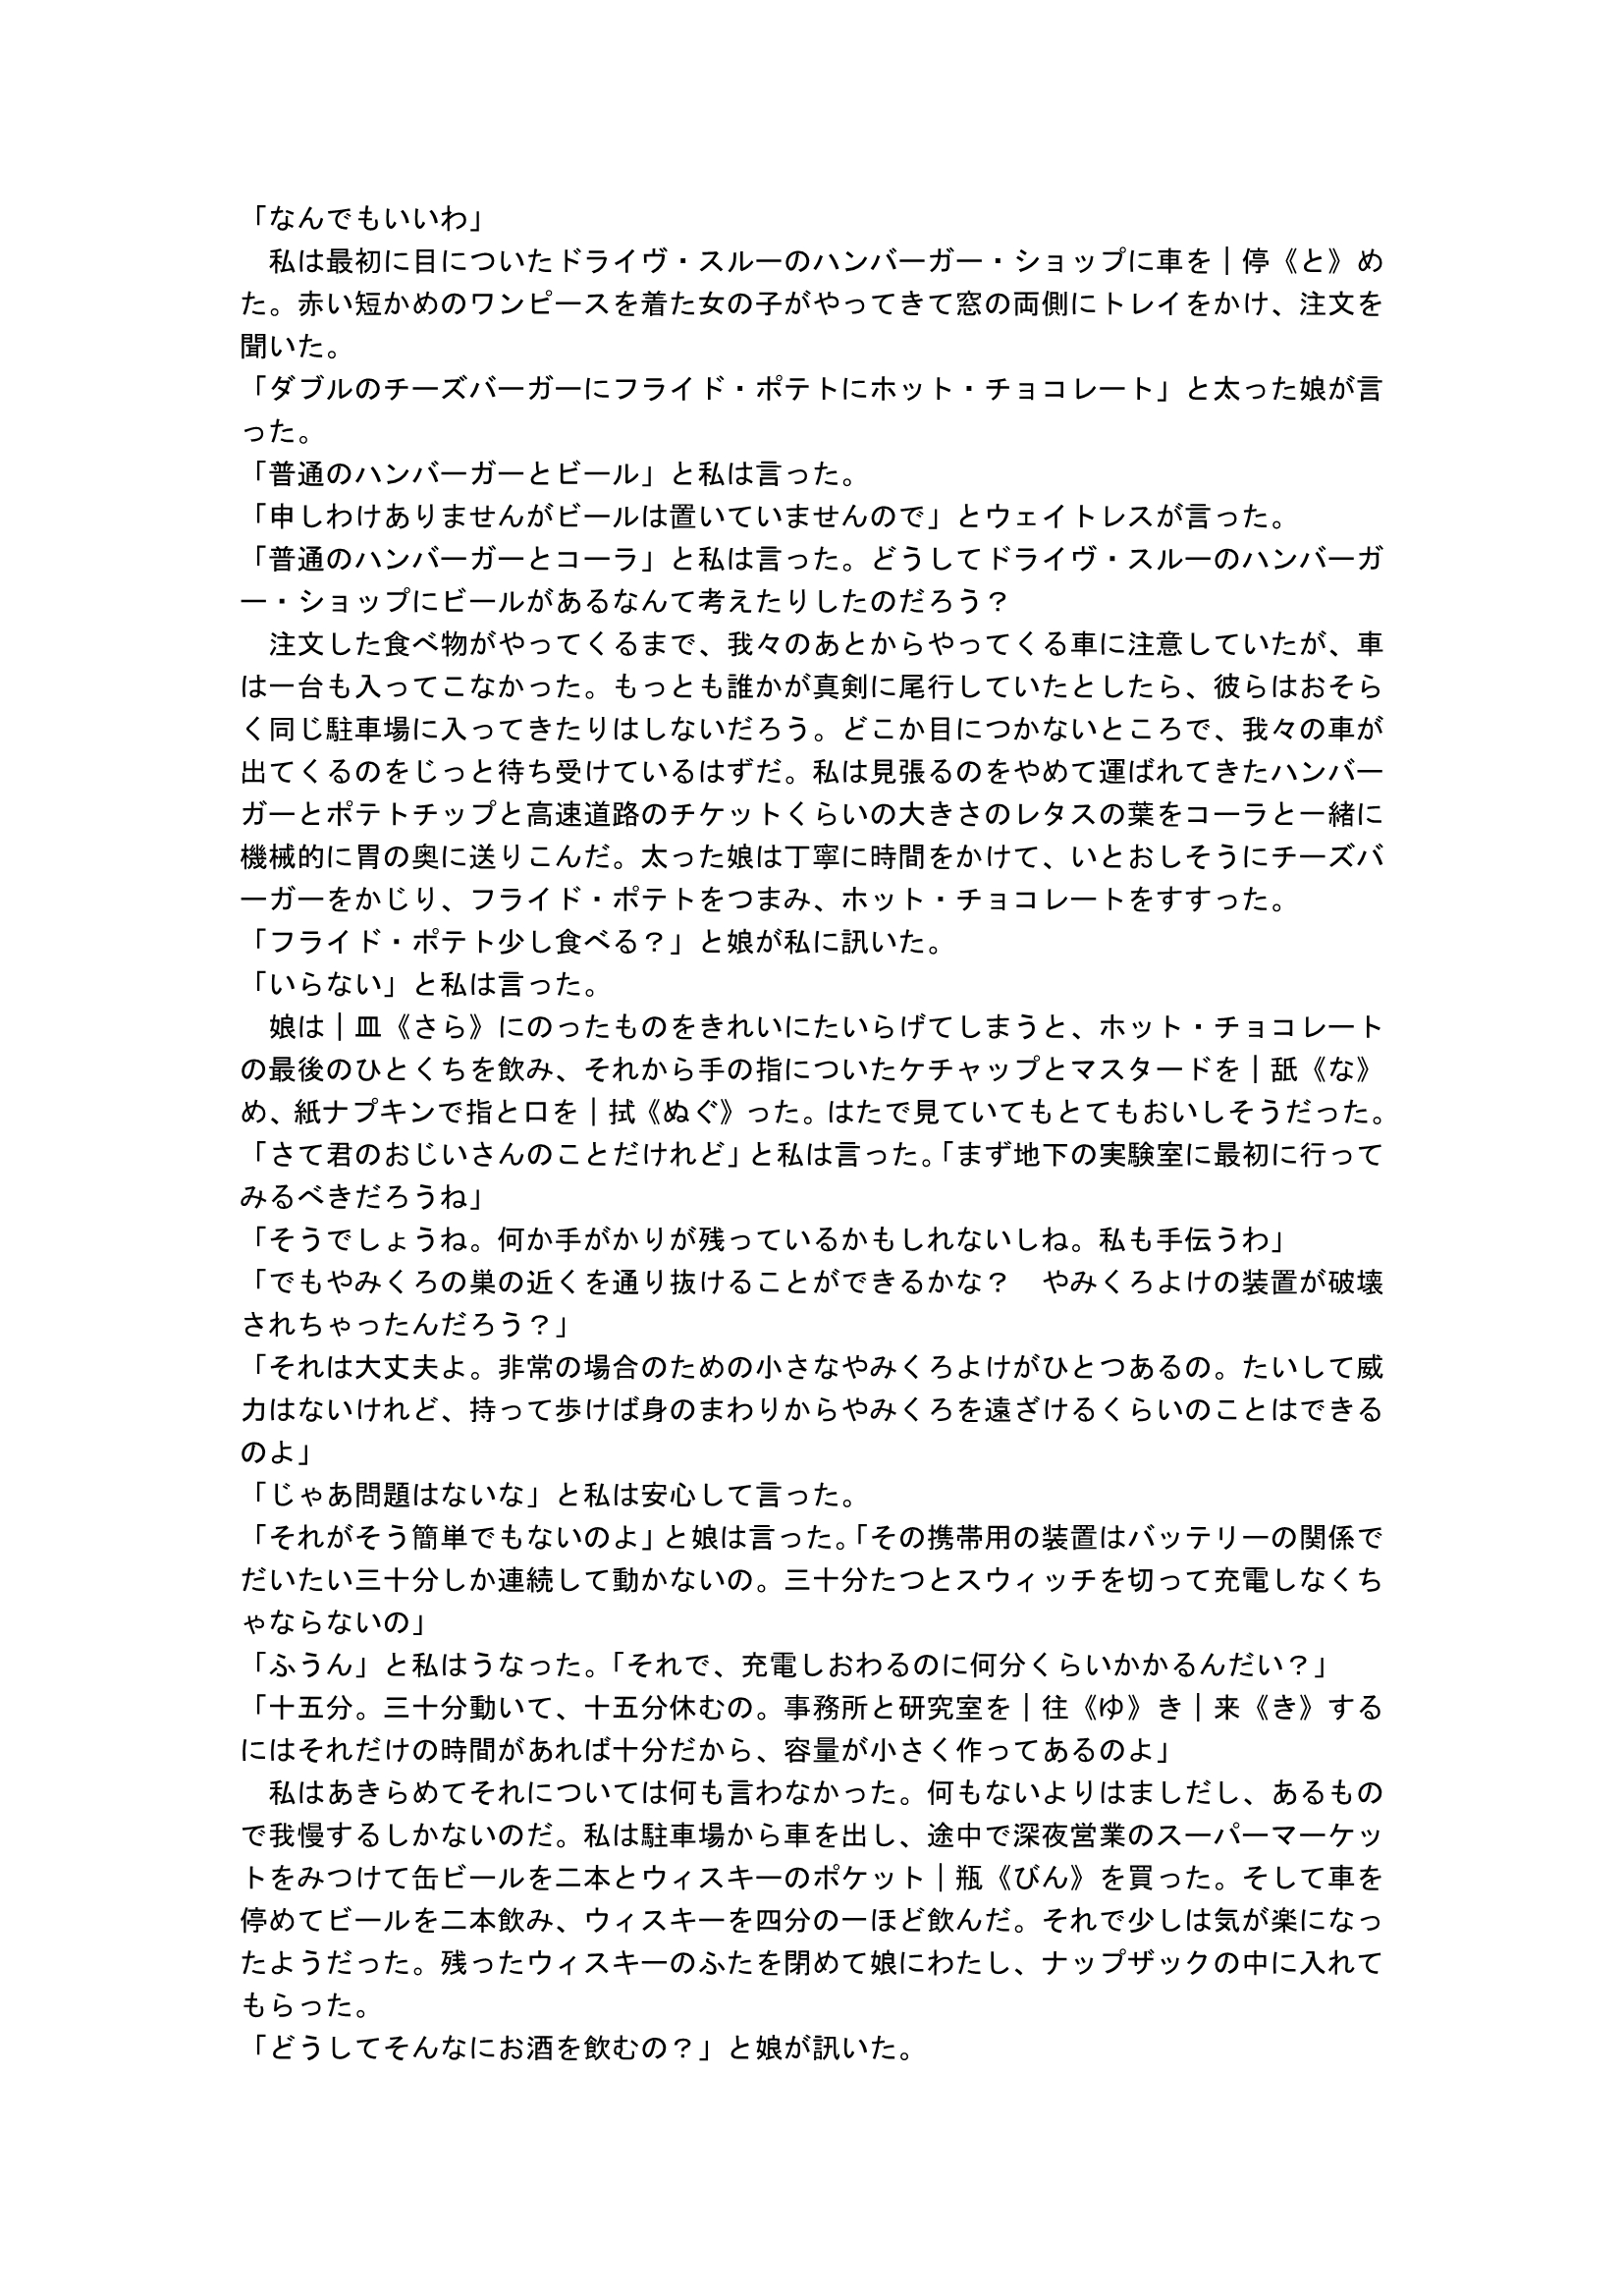 「なんでもいいわ」
　私は最初に目についたドライヴ・スルーのハンバーガー・ショップに車を｜停《と》め
た。赤い短かめのワンピースを着た女の子がやってきて窓の両側にトレイをかけ、注文を
聞いた。
「ダブルのチーズバーガーにフライド・ポテトにホット・チョコレート」と太った娘が言
った。
「普通のハンバーガーとビール」と私は言った。
「申しわけありませんがビールは置いていませんので」とウェイトレスが言った。
「普通のハンバーガーとコーラ」と私は言った。どうしてドライヴ・スルーのハンバーガ
ー・ショップにビールがあるなんて考えたりしたのだろう？
　注文した食べ物がやってくるまで、我々のあとからやってくる車に注意していたが、車
は一台も入ってこなかった。もっとも誰かが真剣に尾行していたとしたら、彼らはおそら
く同じ駐車場に入ってきたりはしないだろう。どこか目につかないところで、我々の車が
出てくるのをじっと待ち受けているはずだ。私は見張るのをやめて運ばれてきたハンバー
ガーとポテトチップと高速道路のチケットくらいの大きさのレタスの葉をコーラと一緒に
機械的に胃の奥に送りこんだ。太った娘は丁寧に時間をかけて、いとおしそうにチーズバ
ーガーをかじり、フライド・ポテトをつまみ、ホット・チョコレートをすすった。
「フライド・ポテト少し食べる？」と娘が私に訊いた。
「いらない」と私は言った。
　娘は｜皿《さら》にのったものをきれいにたいらげてしまうと、ホット・チョコレート
の最後のひとくちを飲み、それから手の指についたケチャップとマスタードを｜舐《な》
め、紙ナプキンで指と口を｜拭《ぬぐ》った。はたで見ていてもとてもおいしそうだった。
「さて君のおじいさんのことだけれど」と私は言った。「まず地下の実験室に最初に行って
みるべきだろうね」
「そうでしょうね。何か手がかりが残っているかもしれないしね。私も手伝うわ」
「でもやみくろの巣の近くを通り抜けることができるかな？　やみくろよけの装置が破壊
されちゃったんだろう？」
「それは大丈夫よ。非常の場合のための小さなやみくろよけがひとつあるの。たいして威
力はないけれど、持って歩けば身のまわりからやみくろを遠ざけるくらいのことはできる
のよ」
「じゃあ問題はないな」と私は安心して言った。
「それがそう簡単でもないのよ」と娘は言った。「その携帯用の装置はバッテリーの関係で
だいたい三十分しか連続して動かないの。三十分たつとスウィッチを切って充電しなくち
ゃならないの」
「ふうん」と私はうなった。「それで、充電しおわるのに何分くらいかかるんだい？」
「十五分。三十分動いて、十五分休むの。事務所と研究室を｜往《ゆ》き｜来《き》する
にはそれだけの時間があれば十分だから、容量が小さく作ってあるのよ」
　私はあきらめてそれについては何も言わなかった。何もないよりはましだし、あるもの
で我慢するしかないのだ。私は駐車場から車を出し、途中で深夜営業のスーパーマーケッ
トをみつけて缶ビールを二本とウィスキーのポケット｜瓶《びん》を買った。そして車を
停めてビールを二本飲み、ウィスキーを四分の一ほど飲んだ。それで少しは気が楽になっ
たようだった。残ったウィスキーのふたを閉めて娘にわたし、ナップザックの中に入れて
もらった。
「どうしてそんなにお酒を飲むの？」と娘が訊いた。